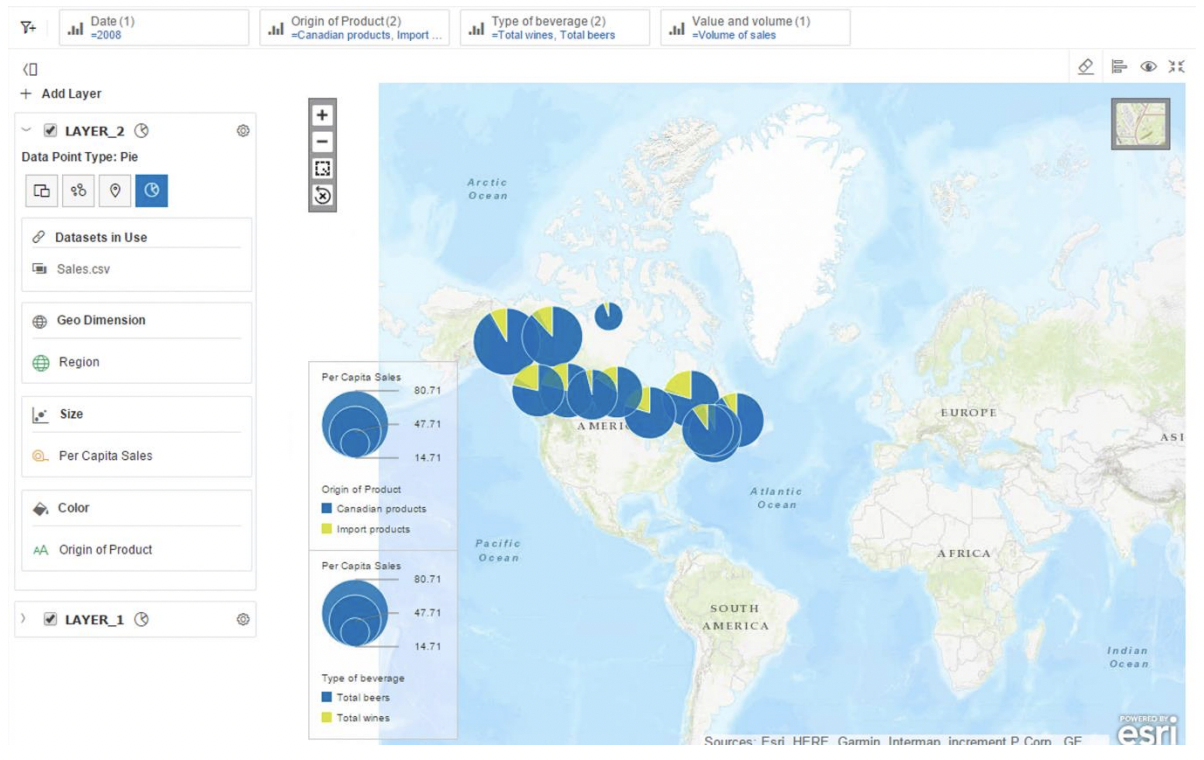 Date (1)
=2008
Origin of Product (2)
=Canadian products, Import ...
Type of beverage (2)
=Total wines, Total beers
Value and volume (1)
=Volume of sales
+ Add Layer
LAYER_2
Data Point Type: Pie
Datasets in Use
Sales.csv
Geo Dimension
Region
Size
Per Capita Sales
Color
AA Origin of Product
LAYER_1
Per Capita Sales
80.71
47.71
14.71
Origin of Product
Canadian products
Import products
Per Capita Sales
80.71
47.71
14.71
Type of beverage
Total beers
Total wines
Arctic
Ocean
AMERI
EUROPE
ASI
Atlantic
Ocean
Pacific
Ocean
AFRICA
SOUTH
AMERICA
Indian
Ocean
POWERED BY
esri
Sources: Esri, HERE, Garmin, Intermap, increment P Corp., GE